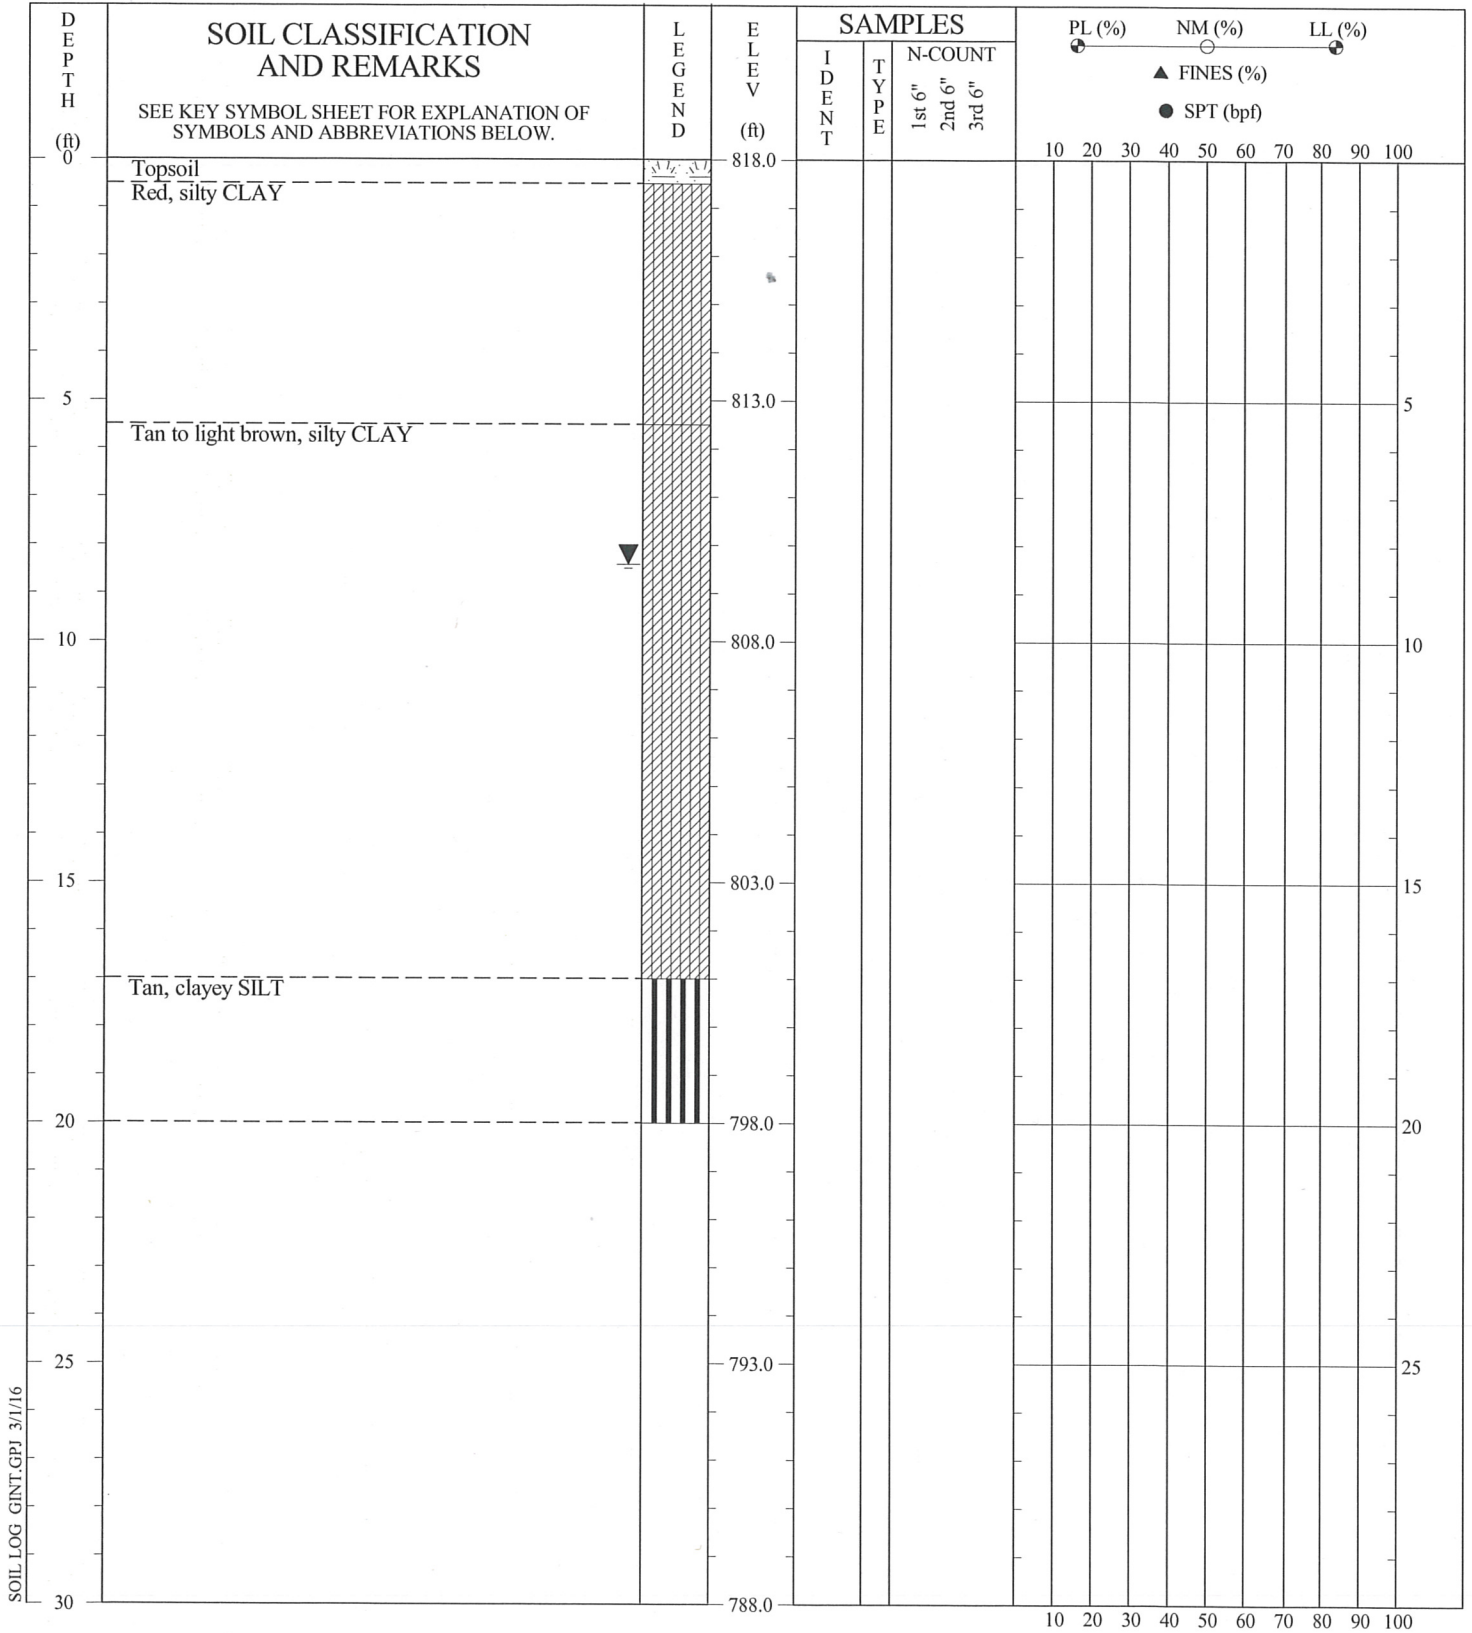 DEPTH
(ft)
SOIL CLASSIFICATION
AND REMARKS
SEE KEY SYMBOL SHEET FOR EXPLANATION OF
SYMBOLS AND ABBREVIATIONS BELOW.
LEGEND
ELEV
(ft)
SAMPLES
IDENT
TYPE
N-COUNT
1st 6"
2nd 6"
3rd 6"
PL (%) NM (%) LL (%)
▲ FINES (%)
● SPT (bpf)
10 20 30 40 50 60 70 80 90 100
0 818.0
Topsoil
Red, silty CLAY
5 813.0 5
Tan to light brown, silty CLAY
10 808.0 10
15 803.0 15
Tan, clayey SILT
20 798.0 20
25 793.0 25
30 788.0
10 20 30 40 50 60 70 80 90 100
SOIL LOG GINT.GPJ 3/1/16